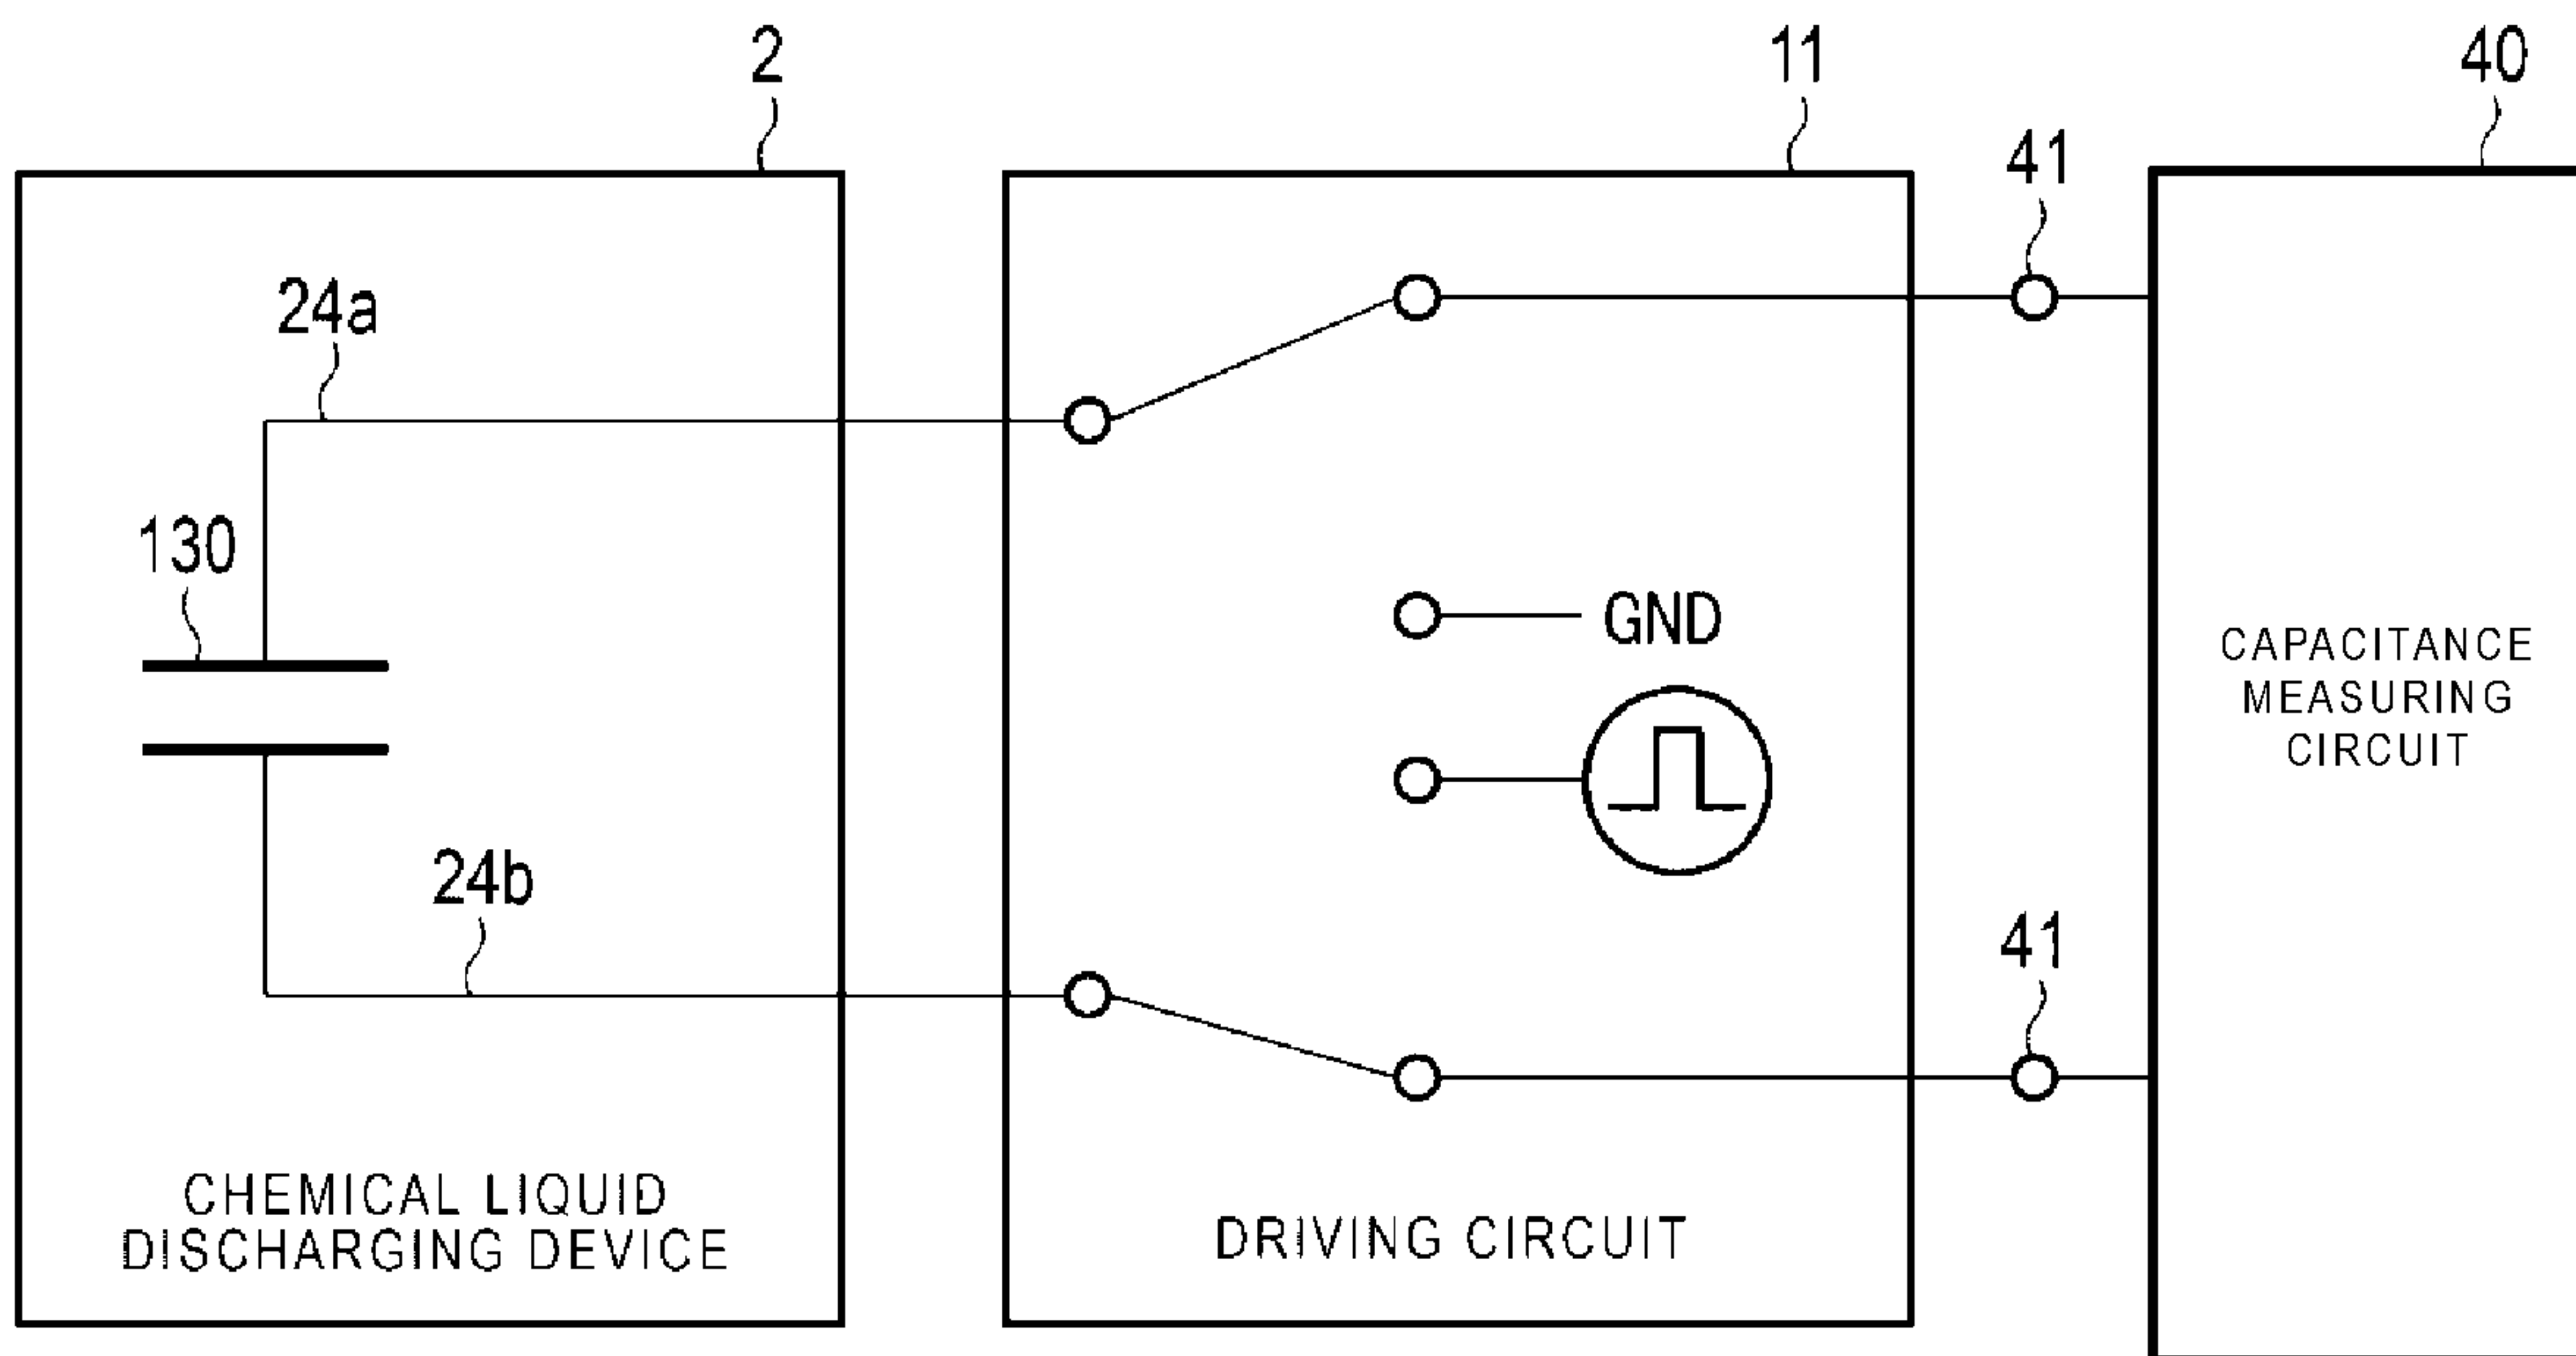 2
11
40
41
24a
130
GND
CAPACITANCE
MEASURING
CIRCUIT
24b
41
CHEMICAL LIQUID
DISCHARGING DEVICE
DRIVING CIRCUIT